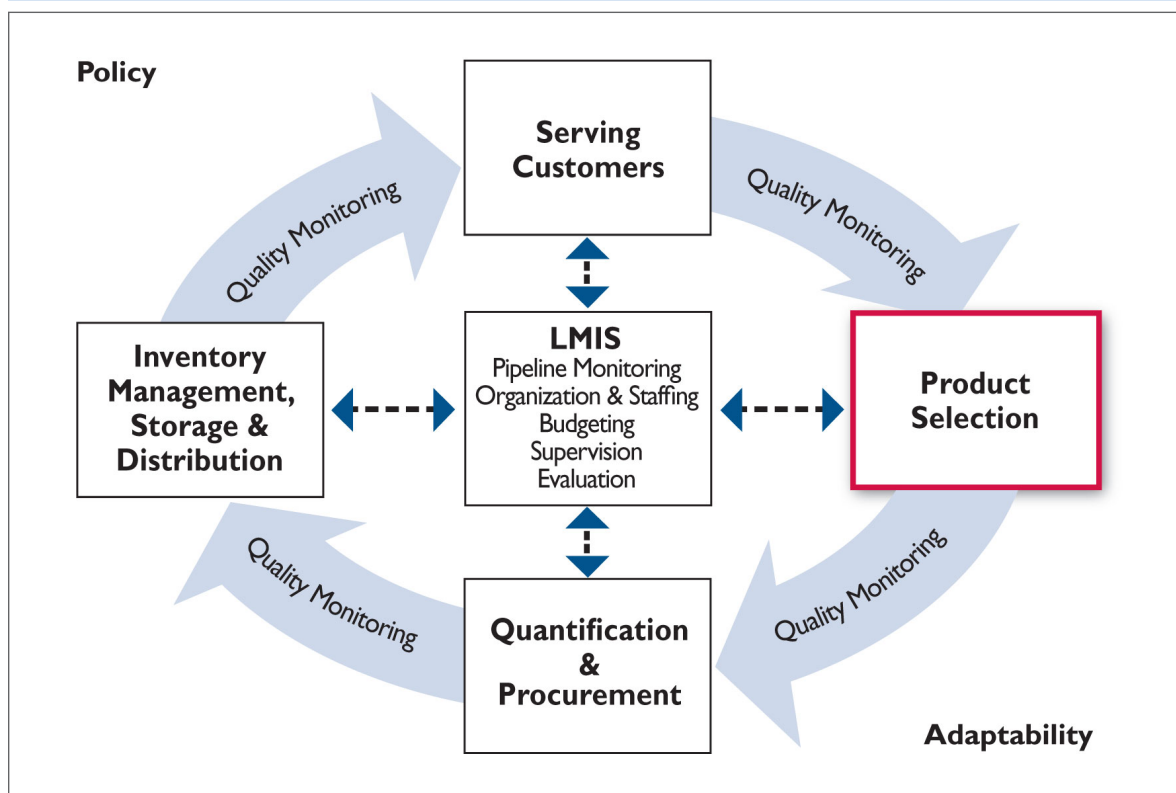 Policy
Serving
Customers
Quality Monitoring
Quality Monitoring
Inventory
Management,
Storage &
Distribution
LMIS
Pipeline Monitoring
Organization & Staffing
Budgeting
Supervision
Evaluation
Product
Selection
Quality Monitoring
Quality Monitoring
Quantification
&
Procurement
Adaptability